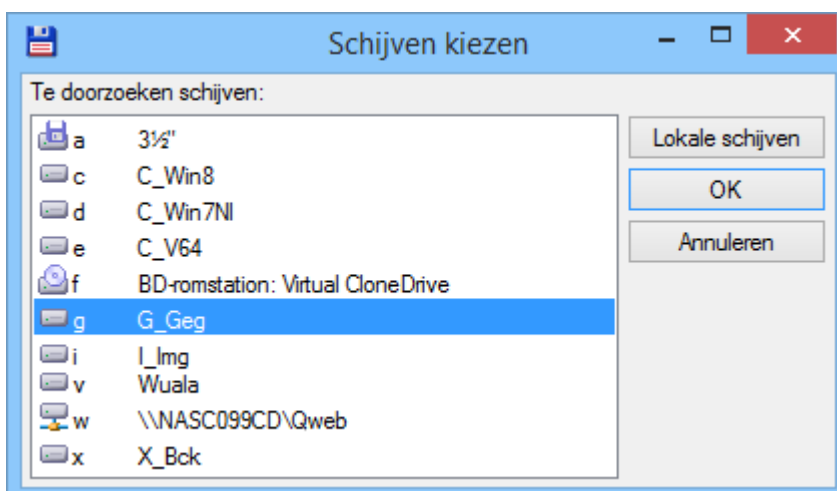 Schijven kiezen
Te doorzoeken schijven:
a 3½"
c C_Win8
d C_Win7Nl
e C_V64
f BD-romstation: Virtual CloneDrive
g G_Geg
i I_Img
v Wuala
w \\NASC099CD\Qweb
x X_Bck
Lokale schijven
OK
Annuleren